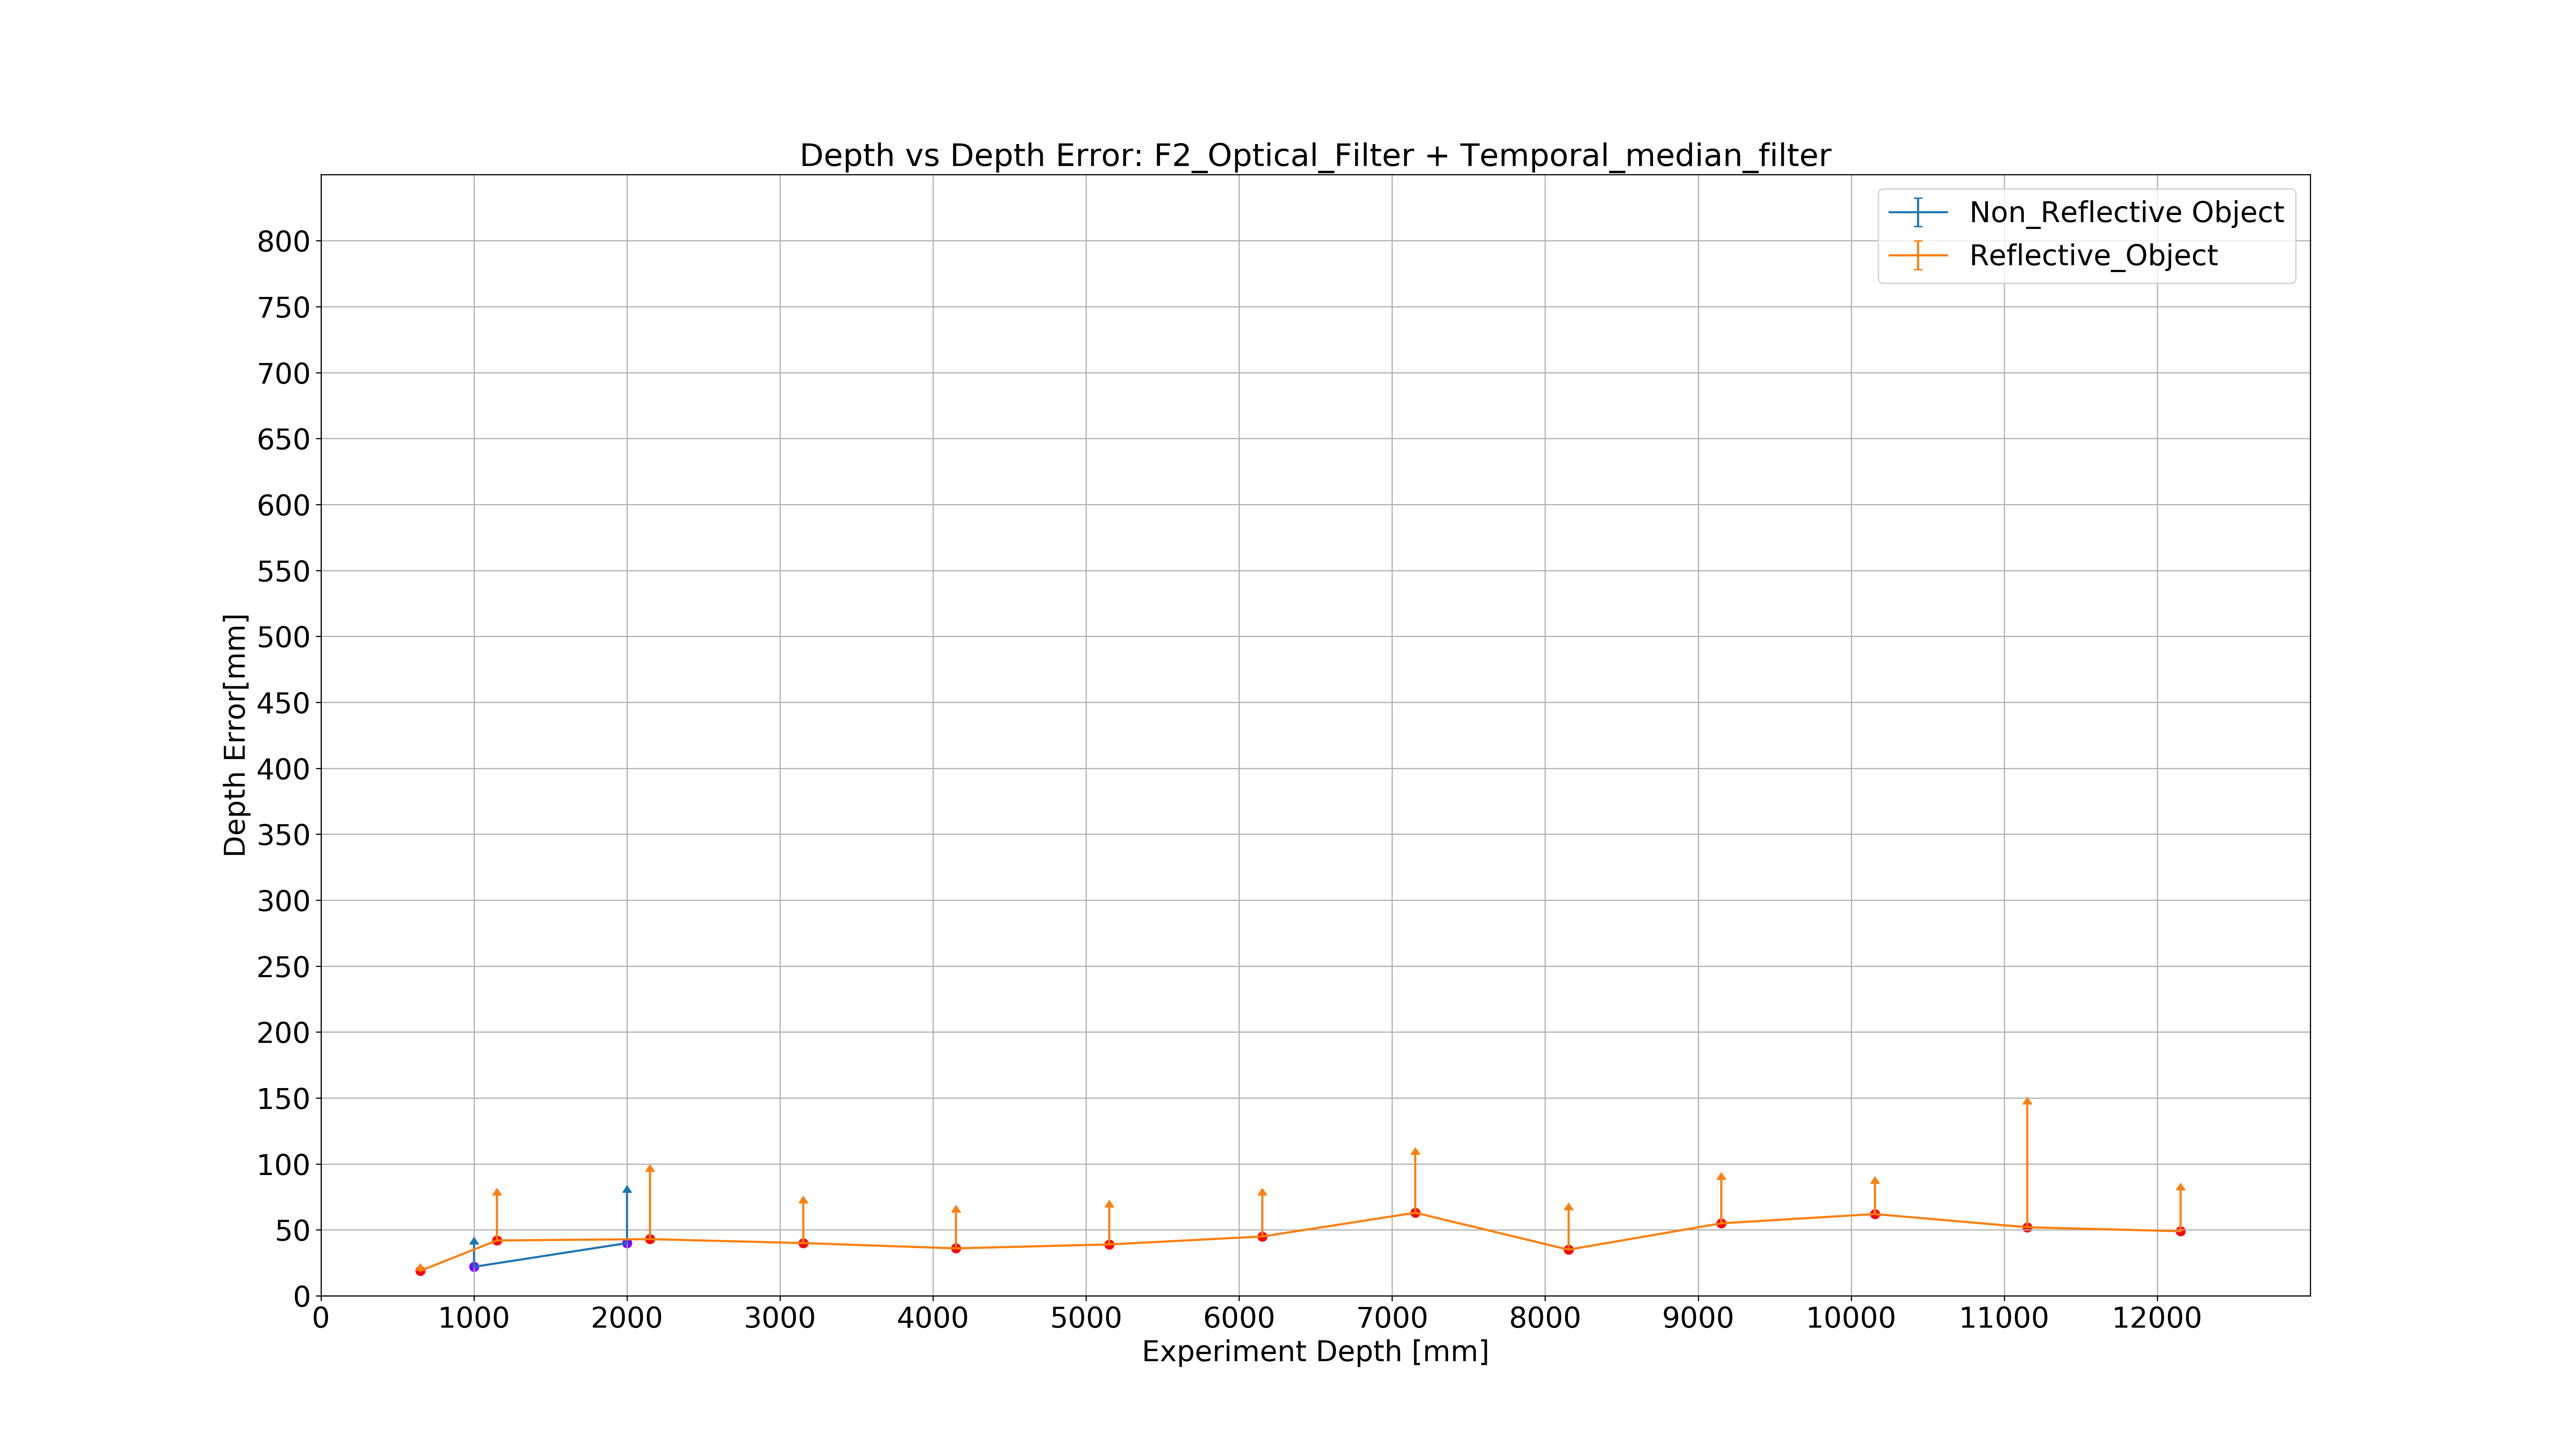 Depth vs Depth Error: F2_Optical_Filter + Temporal_median_filter
Non_Reflective Object
Reflective_Object
800
750
700
650
600
550
500
450
400
350
300
250
200
150
100
50
0
Depth Error[mm]
0 1000 2000 3000 4000 5000 6000 7000 8000 9000 10000 11000 12000
Experiment Depth [mm]